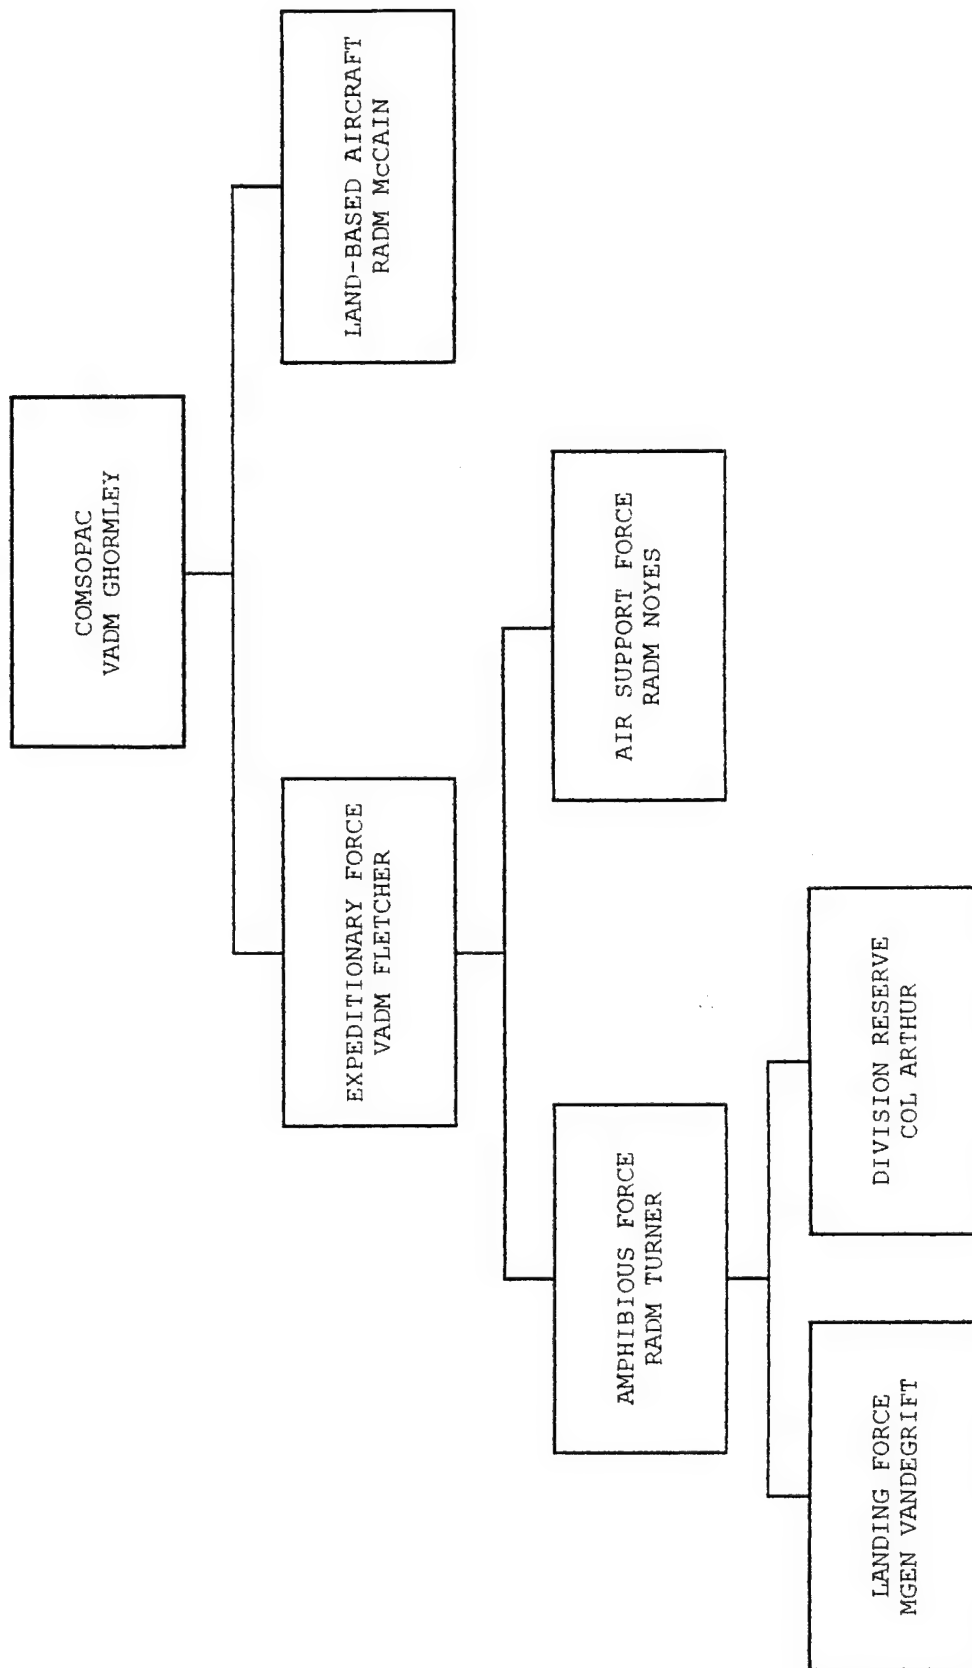 COMSOPAC
VADM GHORMLEY
EXPEDITIONARY FORCE
VADM FLETCHER
LAND-BASED AIRCRAFT
RADM McCAIN
AMPHIBIOUS FORCE
RADM TURNER
AIR SUPPORT FORCE
RADM NOYES
LANDING FORCE
MGEN VANDEGRIFT
DIVISION RESERVE
COL ARTHUR